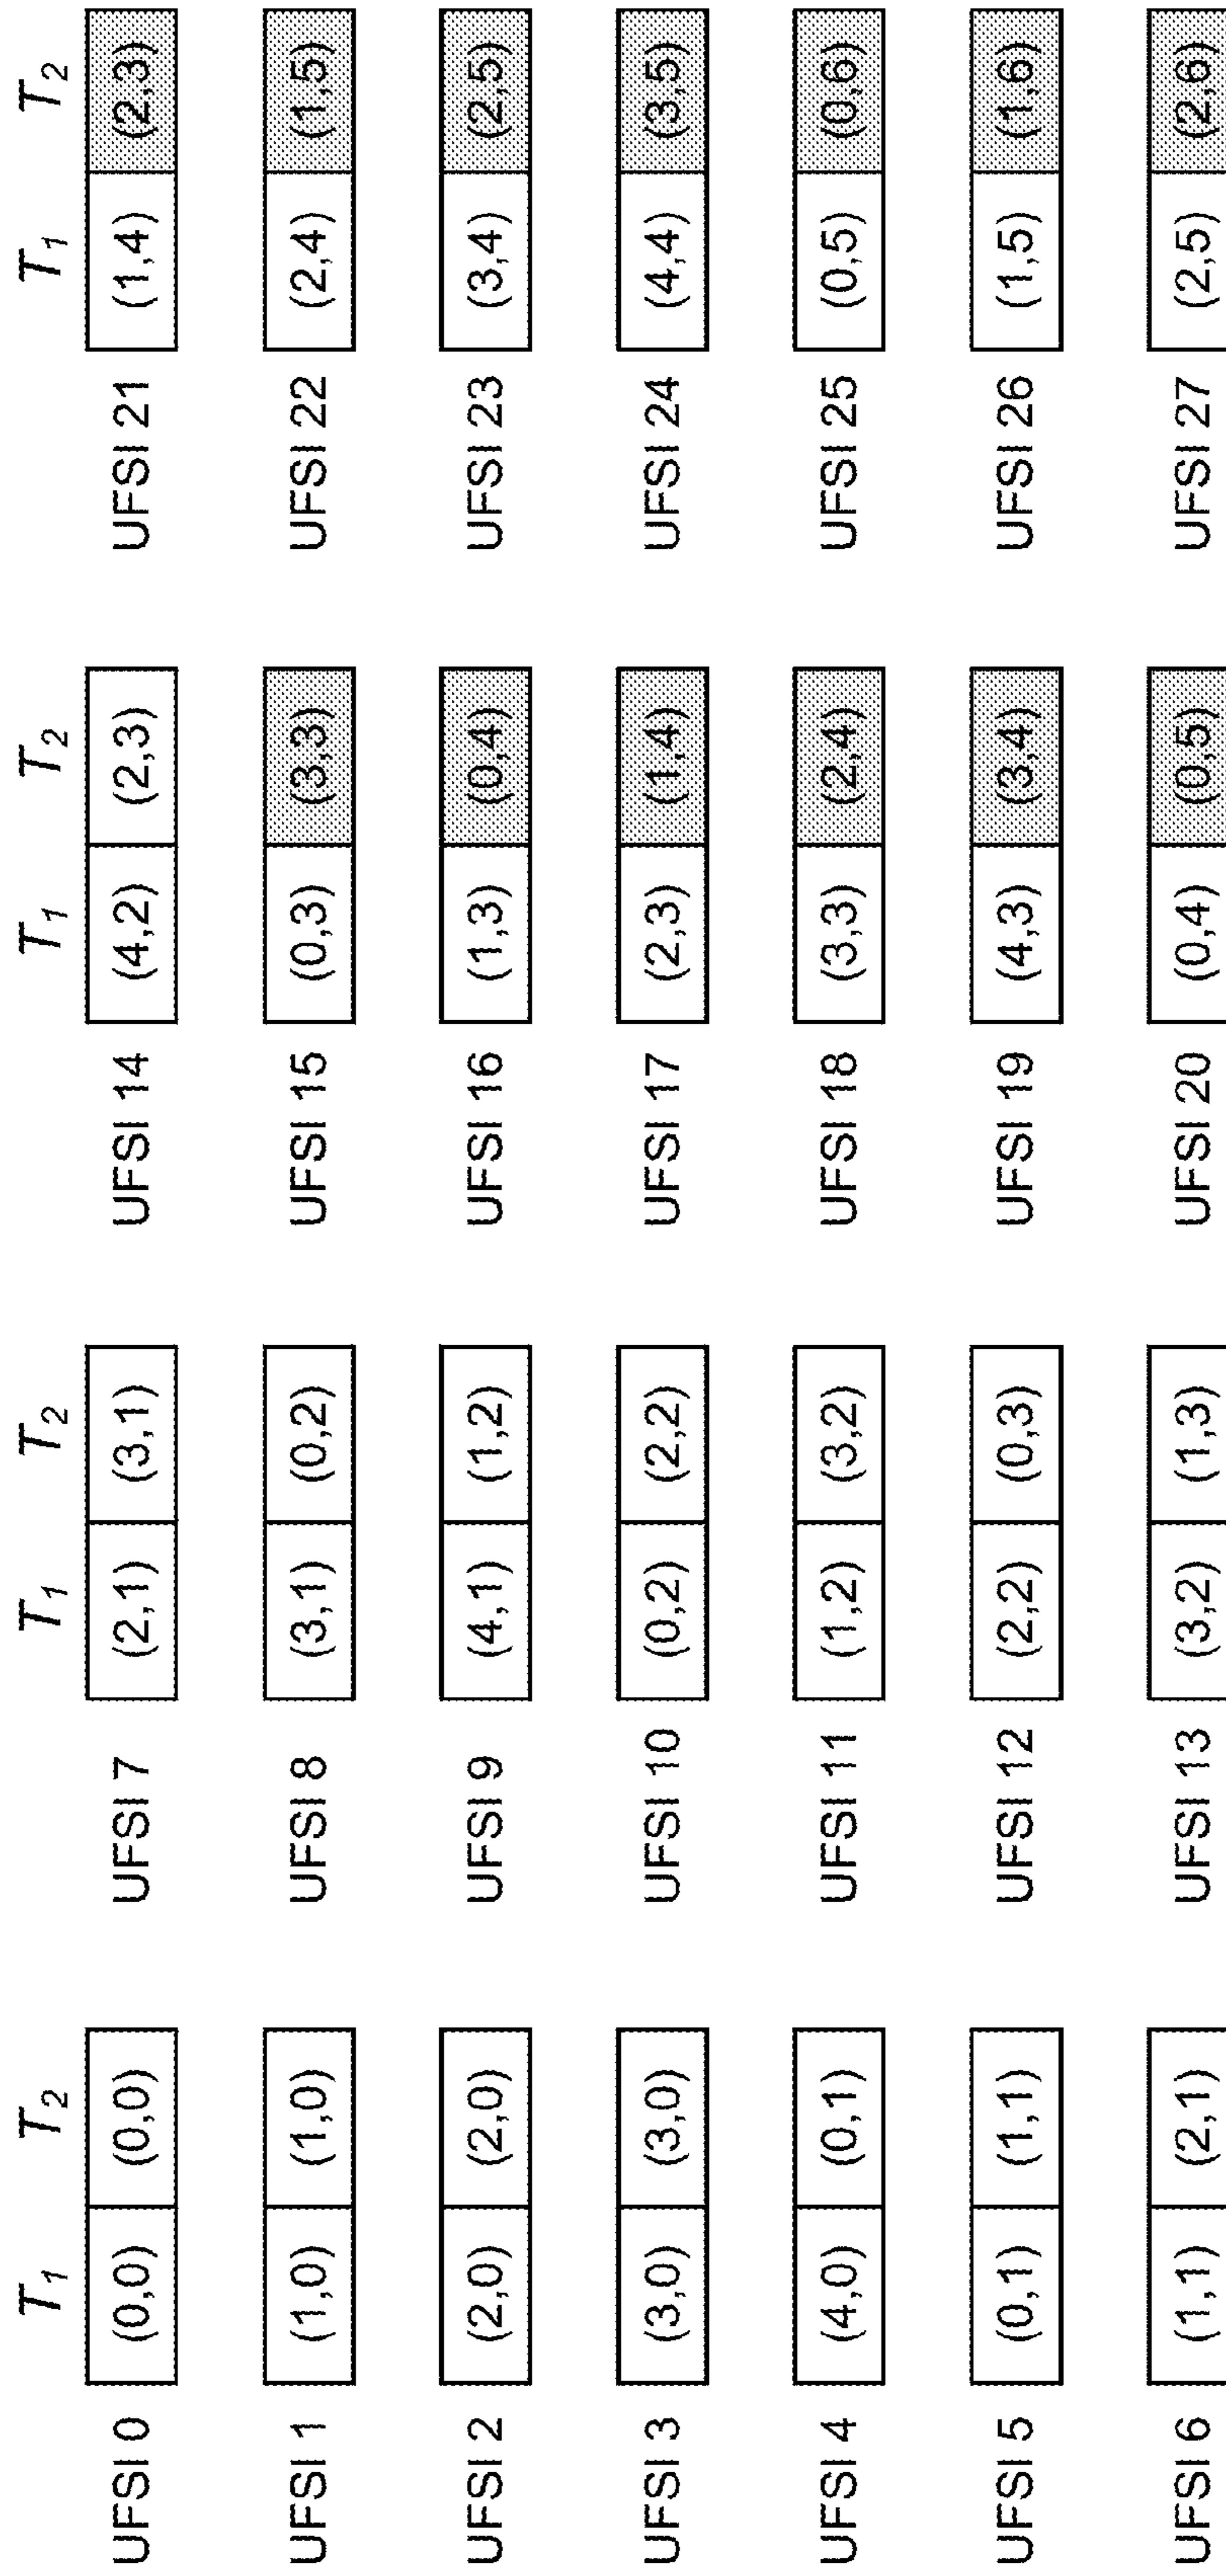 T1 T2 T1 T2 T1 T2 T1 T2
UFSI 0 (0,0) (0,0) UFSI 7 (2,1) (3,1) UFSI 14 (4,2) (2,3) UFSI 21 (1,4) (2,3)
UFSI 1 (1,0) (1,0) UFSI 8 (3,1) (0,2) UFSI 15 (0,3) (3,3) UFSI 22 (2,4) (1,5)
UFSI 2 (2,0) (2,0) UFSI 9 (4,1) (1,2) UFSI 16 (1,3) (0,4) UFSI 23 (3,4) (2,5)
UFSI 3 (3,0) (3,0) UFSI 10 (0,2) (2,2) UFSI 17 (2,3) (1,4) UFSI 24 (4,4) (3,5)
UFSI 4 (4,0) (0,1) UFSI 11 (1,2) (3,2) UFSI 18 (3,3) (2,4) UFSI 25 (0,5) (0,6)
UFSI 5 (0,1) (1,1) UFSI 12 (2,2) (0,3) UFSI 19 (4,3) (3,4) UFSI 26 (1,5) (1,6)
UFSI 6 (1,1) (2,1) UFSI 13 (3,2) (1,3) UFSI 20 (0,4) (0,5) UFSI 27 (2,5) (2,6)